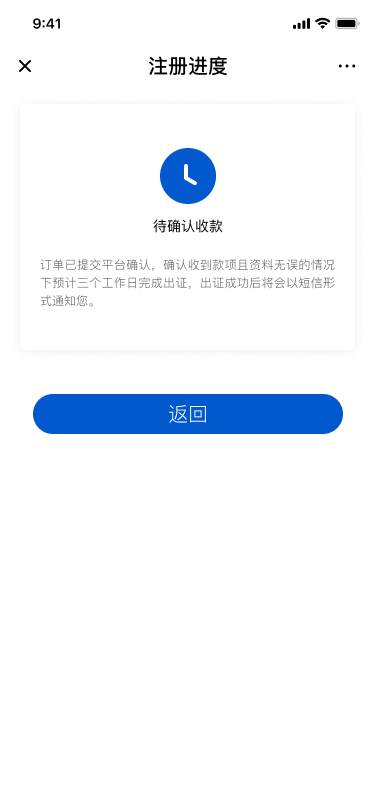 9:41
注册进度
待确认收款
订单已提交平台确认，确认收到款项且资料无误的情况
下预计三个工作日完成出证，出证成功后将会以短信形
式通知您。
返回